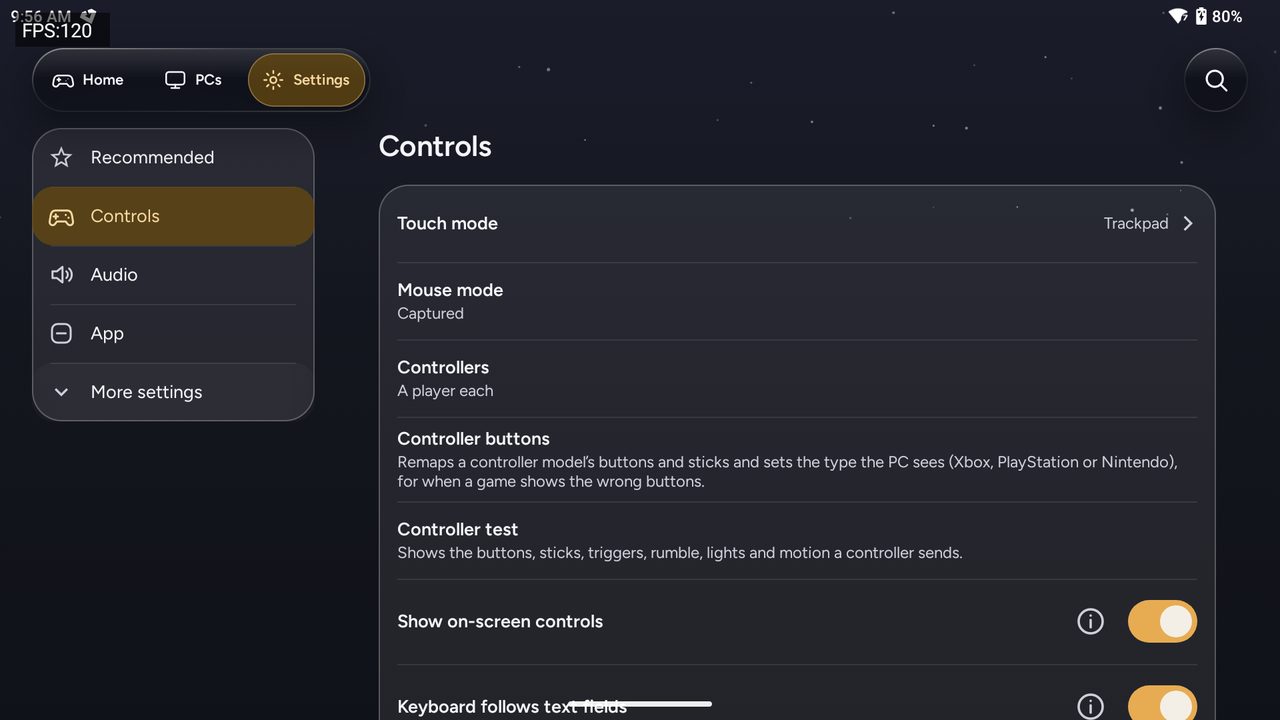 9:56 AM
FPS:120
80%
Home
PCs
Settings
Recommended
Controls
Audio
App
More settings
Controls
Touch mode
Trackpad
Mouse mode
Captured
Controllers
A player each
Controller buttons
Remaps a controller model's buttons and sticks and sets the type the PC sees (Xbox, PlayStation or Nintendo),
for when a game shows the wrong buttons.
Controller test
Shows the buttons, sticks, triggers, rumble, lights and motion a controller sends.
Show on-screen controls
Keyboard follows text fields